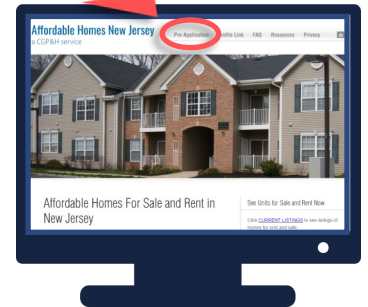 Affordable Homes New Jersey
a CGP&H service
Pre-Application Profile Link FAQ Resources Privacy
Affordable Homes For Sale and Rent in
New Jersey
See Units for Sale and Rent Now
Click CURRENT LISTINGS to see listings of
homes for rent and sale.